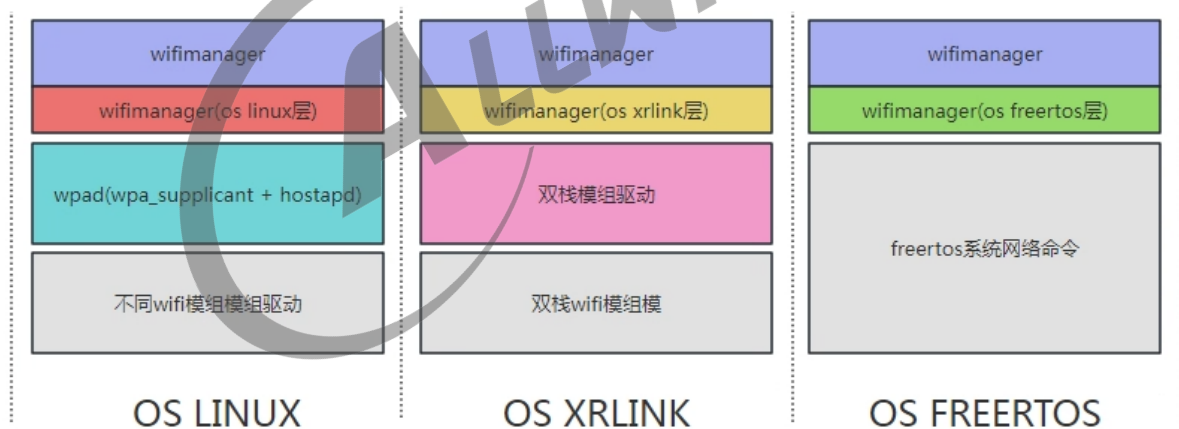 wifimanager
wifimanager(os linux层)
wpad(wpa_supplicant + hostapd)
不同wifi模组模组驱动
OS LINUX
wifimanager
wifimanager(os xrlink层)
双栈模组驱动
双栈wifi模组模
OS XRLINK
wifimanager
wifimanager(os freertos层)
freertos系统网络命令
OS FREERTOS